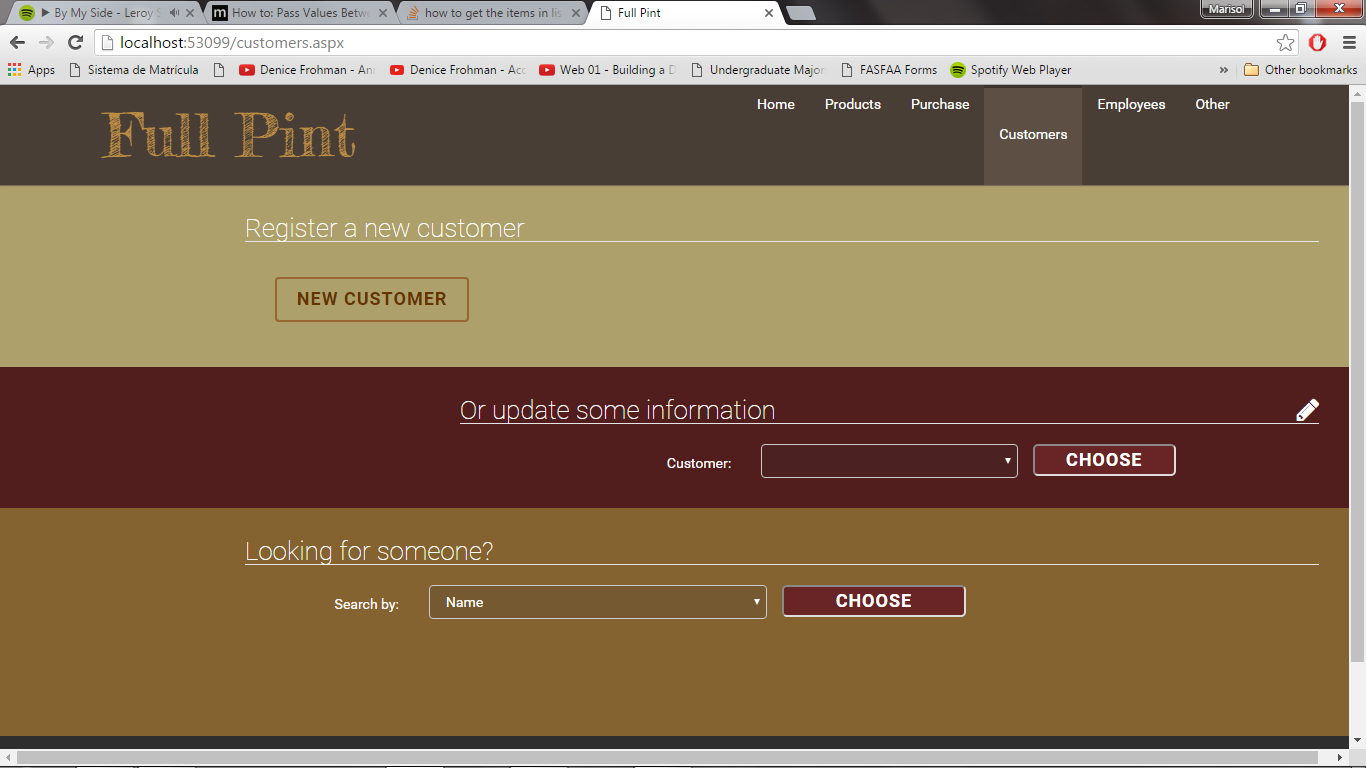 By My Side - Leroy S
How to: Pass Values Betwe
how to get the items in lis
Full Pint
Marisol
localhost:53099/customers.aspx
Apps
Sistema de Matrícula
Denice Frohman - Ann
Denice Frohman - Acc
Web 01 - Building a D
Undergraduate Major
FASFAA Forms
Spotify Web Player
»
Other bookmarks
Full Pint
Home
Products
Purchase
Customers
Employees
Other
Register a new customer
NEW CUSTOMER
Or update some information
Customer:
CHOOSE
Looking for someone?
Search by:
Name
CHOOSE